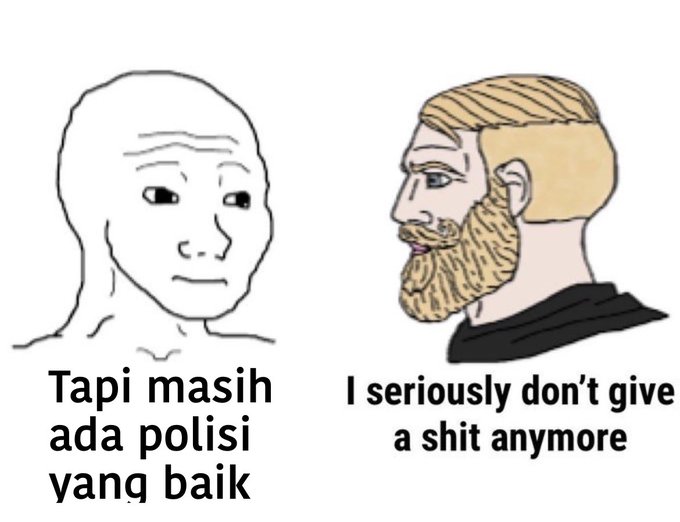 Tapi masih
ada polisi
yang baik
I seriously don't give
a shit anymore